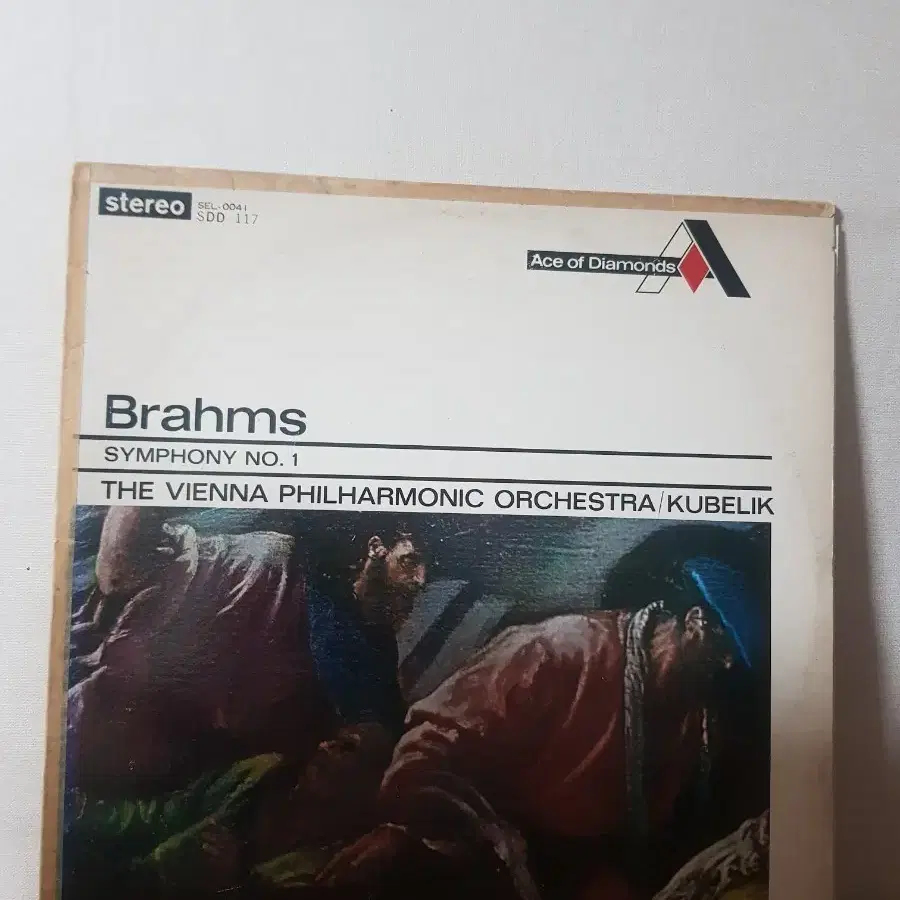 stereo
SEL-0041
SDD 117
Ace of Diamonds
Brahms
SYMPHONY NO. 1
THE VIENNA PHILHARMONIC ORCHESTRA/KUBELIK